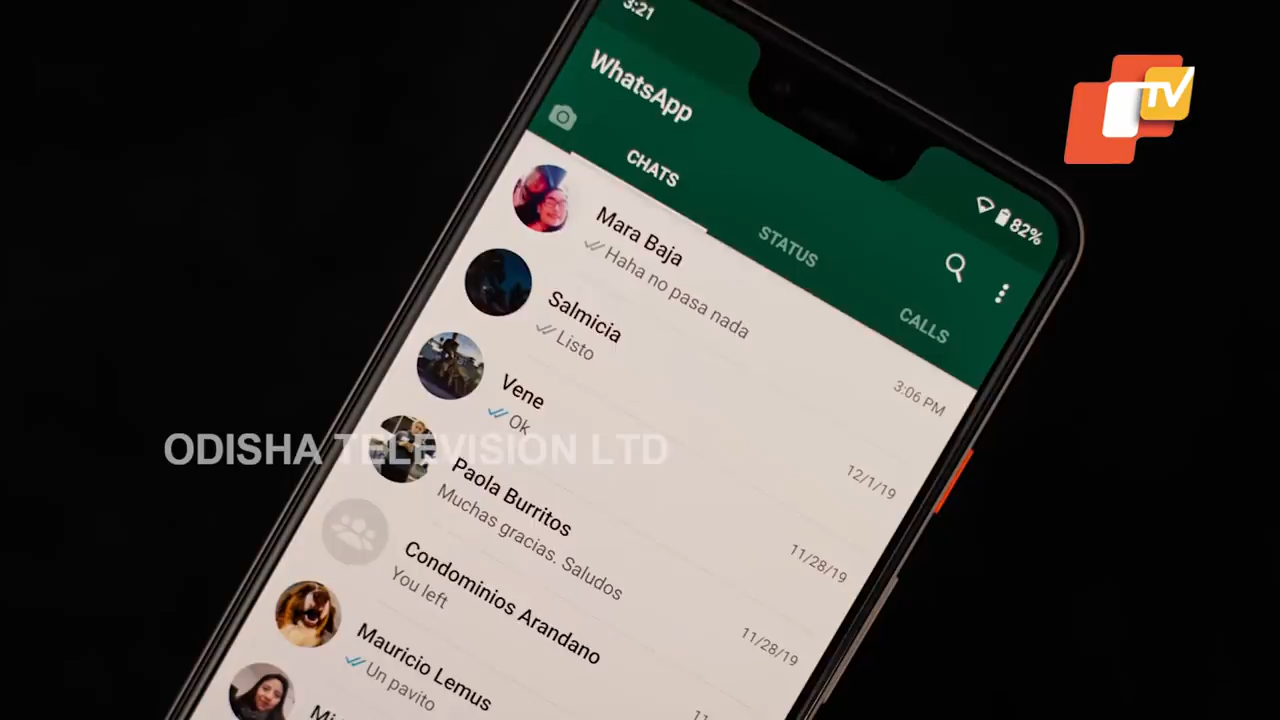 3:21
82%
WhatsApp
CHATS
STATUS
CALLS
Mara Baja
3:06 PM
Haha no pasa nada
Salmicia
12/1/19
Listo
Vene
11/28/19
Ok
Paola Burritos
11/28/19
Muchas gracias. Saludos
Condominios Arandano
You left
Mauricio Lemus
Un pavito
TV
ODISHA TELEVISION LTD